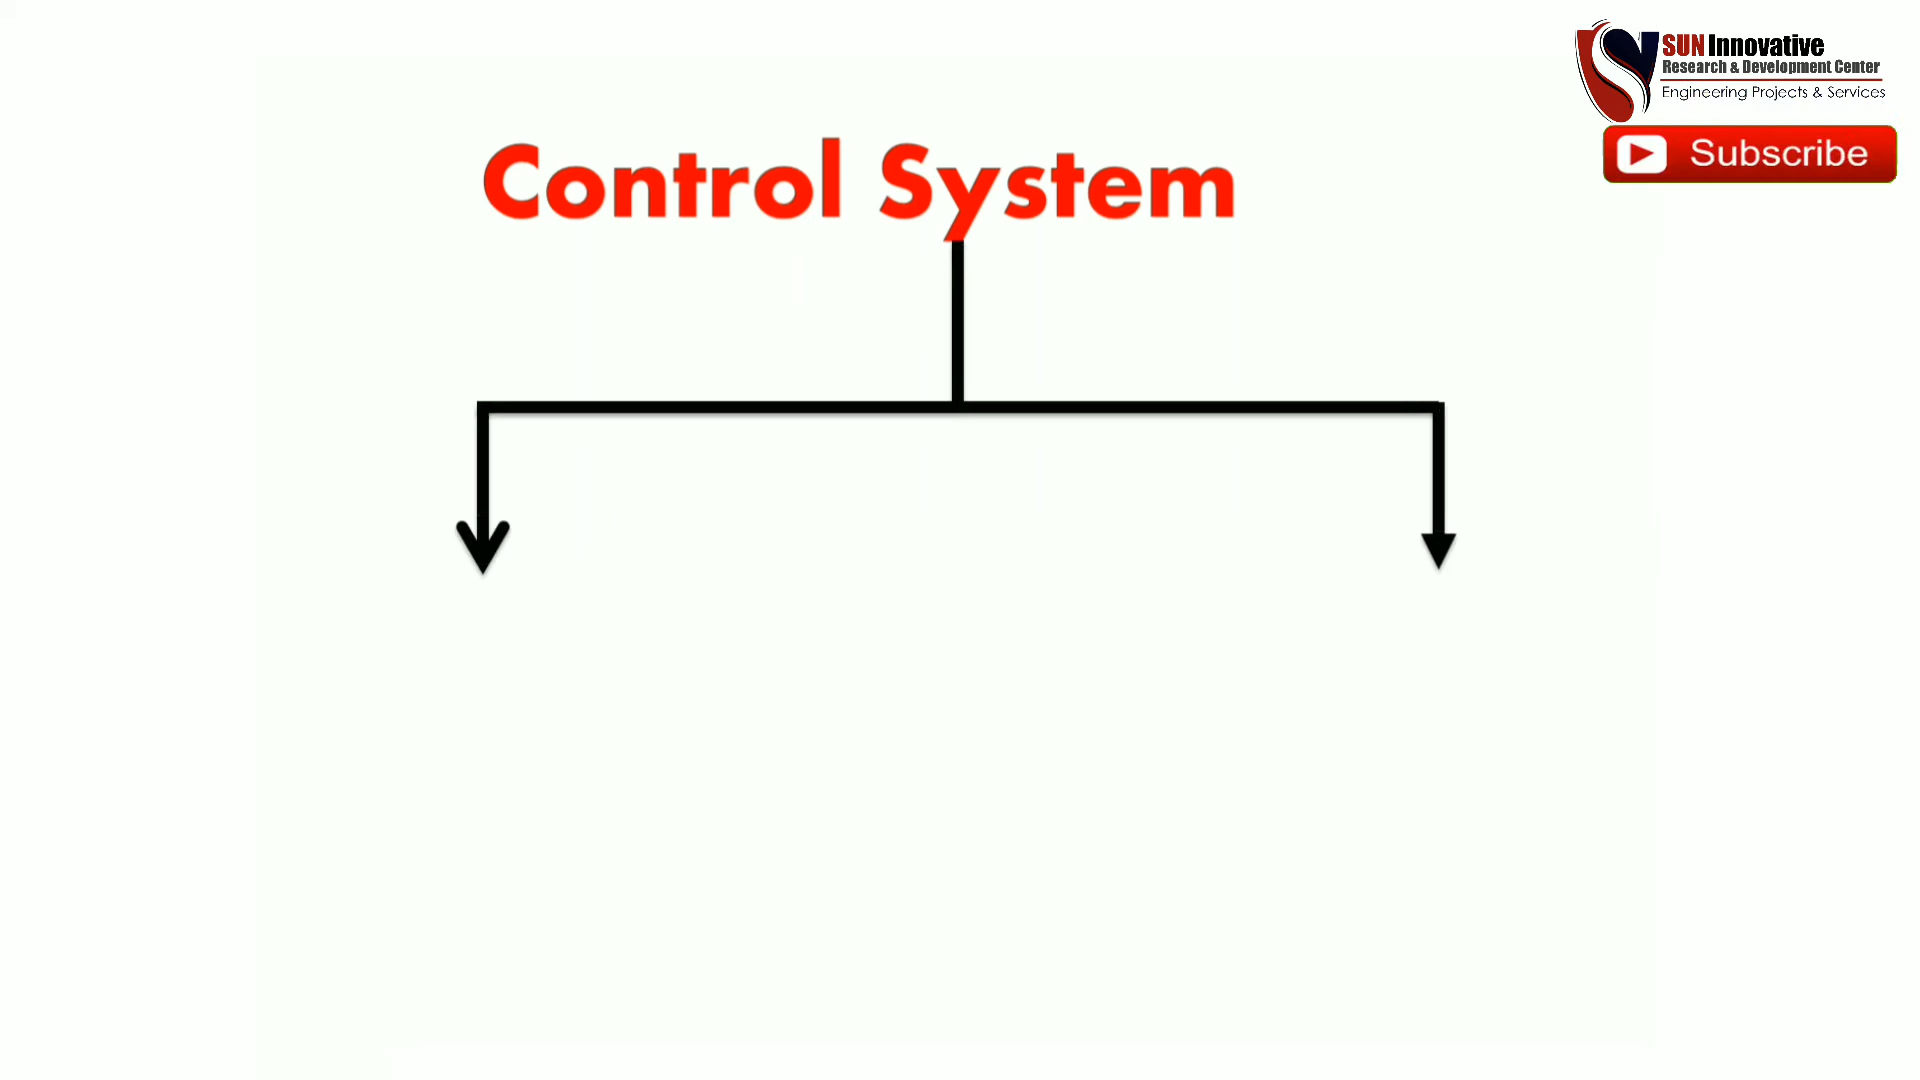 SUN Innovative
Research & Development Center
Engineering Projects & Services
Subscribe
Control System